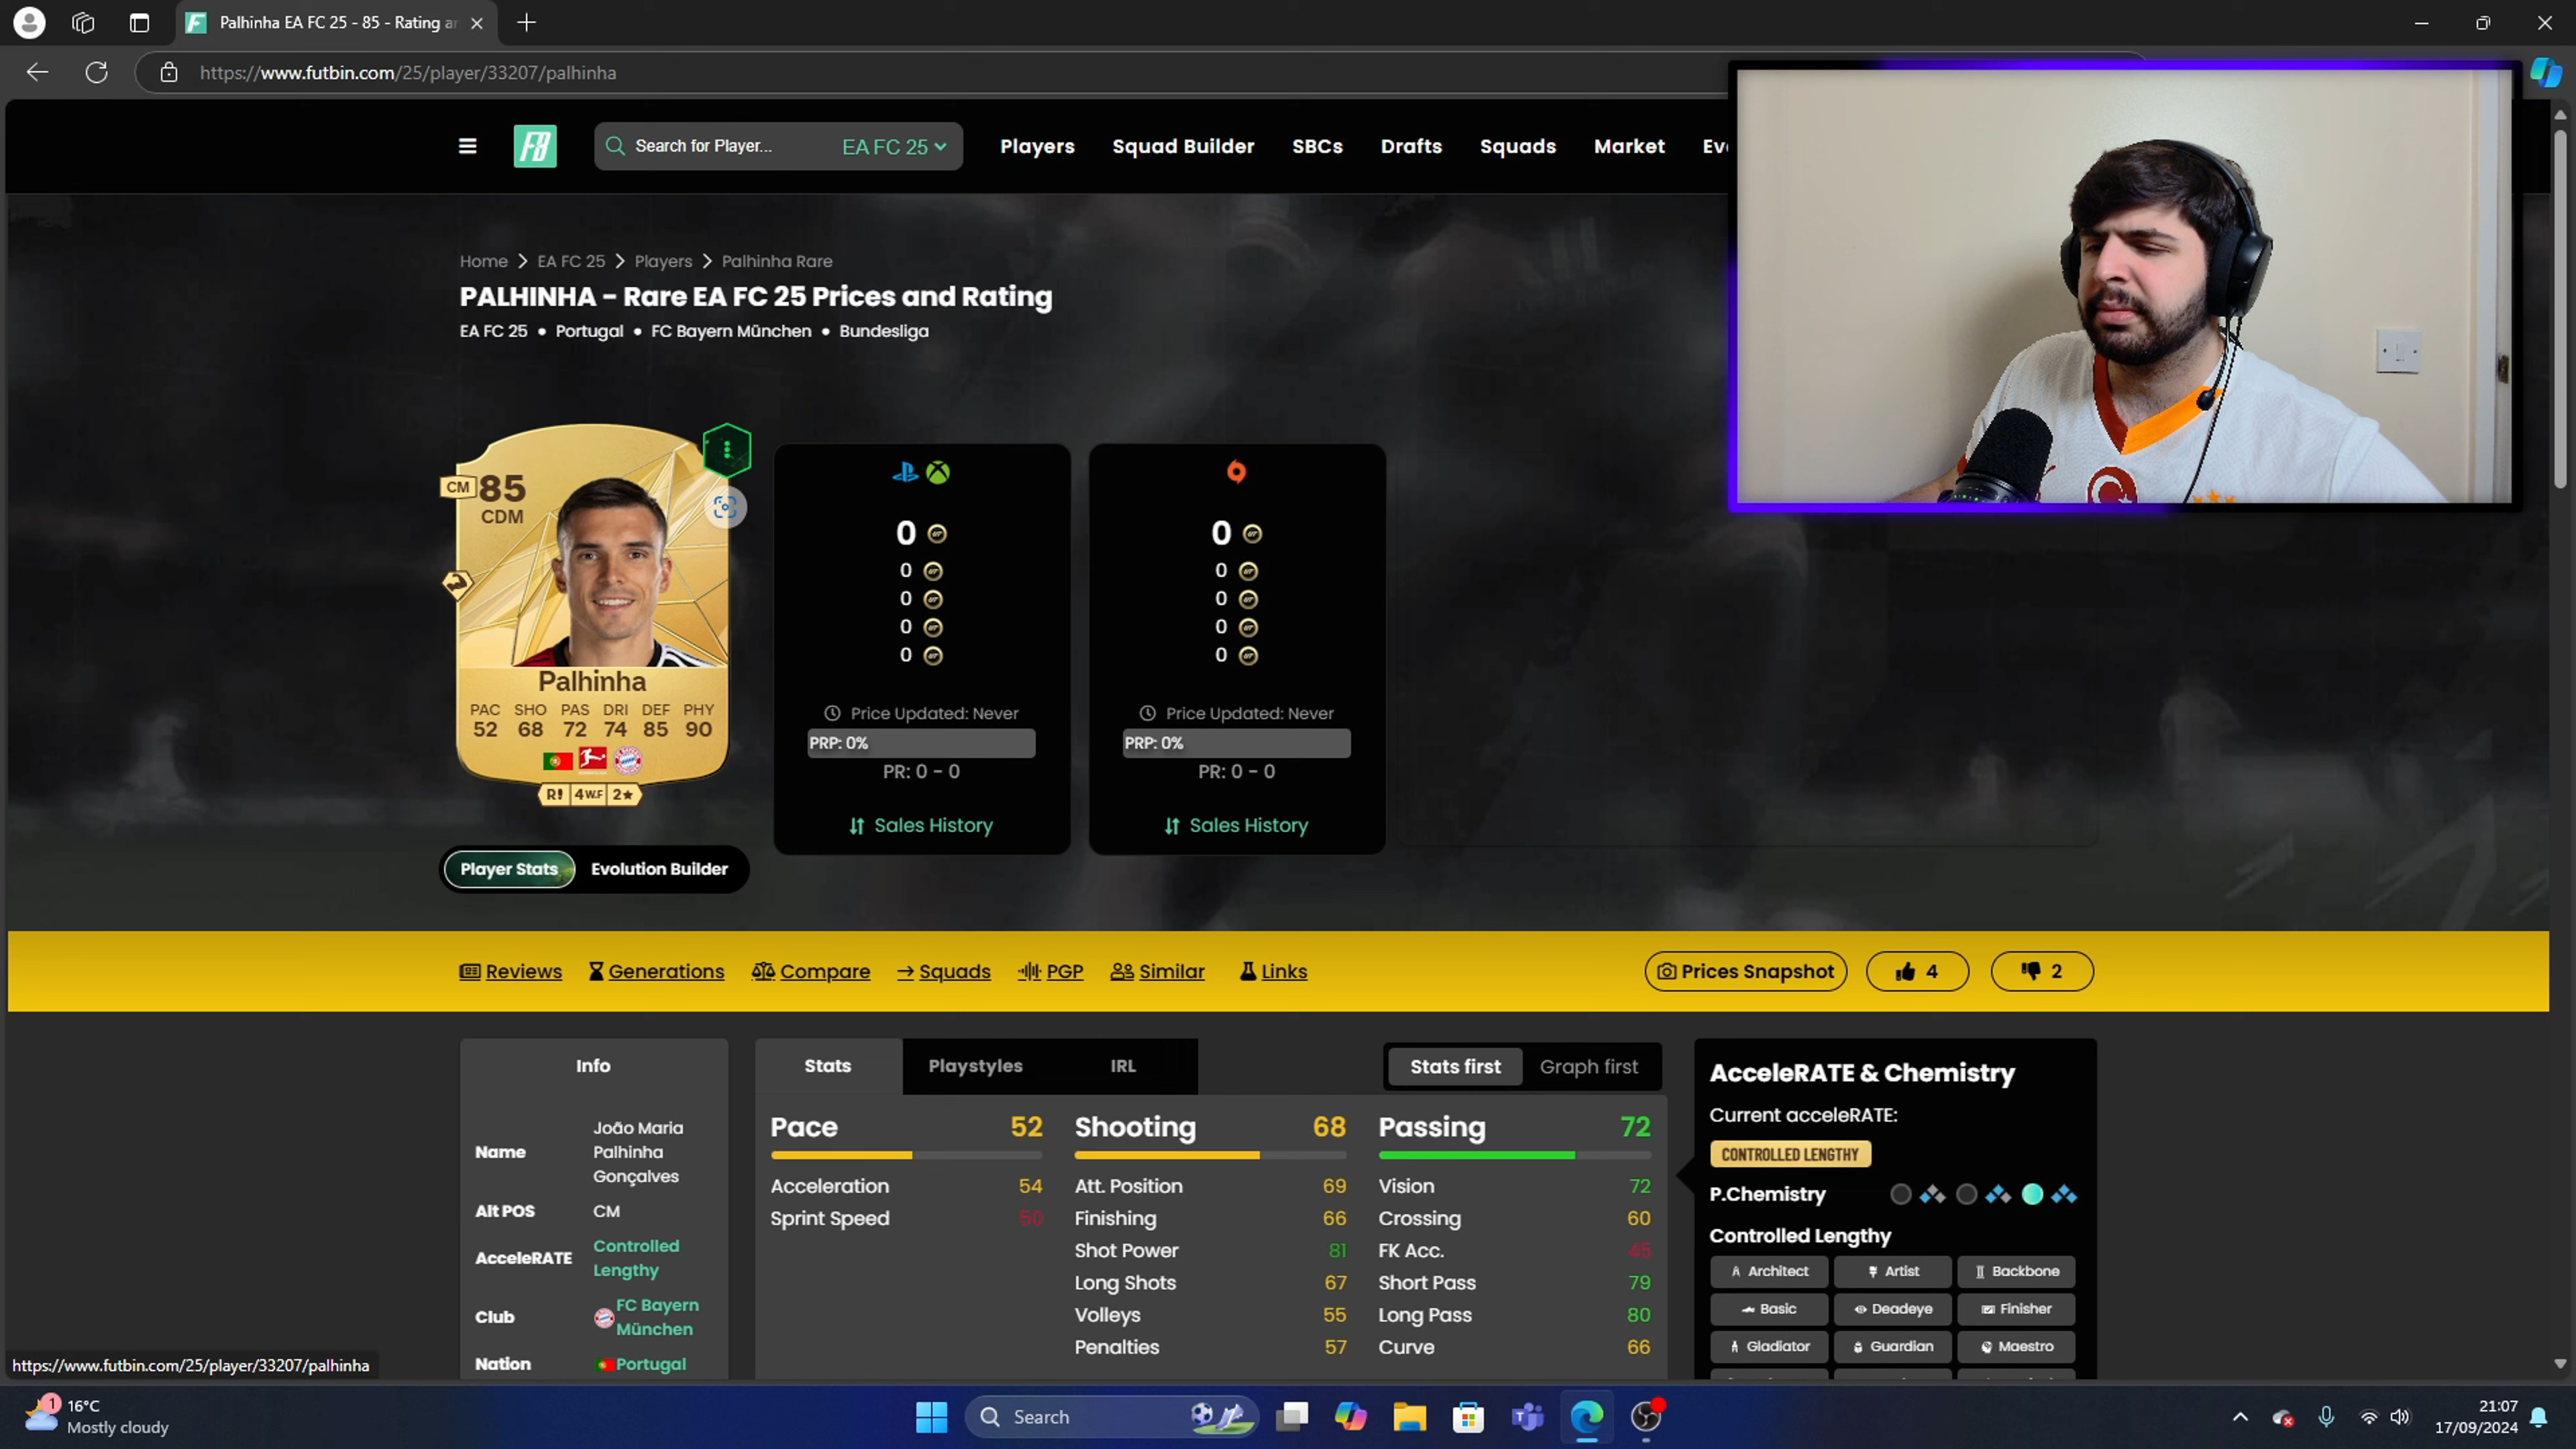 Palhinha EA FC 25 - 85 - Rating an
https://www.futbin.com/25/player/33207/palhinha
Search for Player...
EA FC 25
Players
Squad Builder
SBCs
Drafts
Squads
Market
Ev
Home > EA FC 25 > Players > Palhinha Rare
PALHINHA - Rare EA FC 25 Prices and Rating
EA FC 25 • Portugal • FC Bayern München • Bundesliga
CM 85
CDM
Palhinha
PAC SHO PAS DRI DEF PHY
52 68 72 74 85 90
R! 4 W.F 2★
0
0
0
0
0
Price Updated: Never
PRP: 0%
PR: 0 - 0
Sales History
0
0
0
0
0
Price Updated: Never
PRP: 0%
PR: 0 - 0
Sales History
Player Stats
Evolution Builder
Reviews
Generations
Compare
Squads
PGP
Similar
Links
Prices Snapshot
4
2
Info
Name
João Maria
Palhinha
Gonçalves
Alt POS CM
AcceleRATE
Controlled
Lengthy
Club
FC Bayern
München
Nation Portugal
Stats
Playstyles
IRL
Stats first
Graph first
Pace 52
Acceleration 54
Sprint Speed 50
Shooting 68
Att. Position 69
Finishing 66
Shot Power 81
Long Shots 67
Volleys 55
Penalties 57
Passing 72
Vision 72
Crossing 60
FK Acc. 45
Short Pass 79
Long Pass 80
Curve 66
AcceleRATE & Chemistry
Current acceleRATE:
CONTROLLED LENGTHY
P.Chemistry
Controlled Lengthy
Architect
Artist
Backbone
Basic
Deadeye
Finisher
Gladiator
Guardian
Maestro
https://www.futbin.com/25/player/33207/palhinha
1
16°C
Mostly cloudy
Search
21:07
17/09/2024